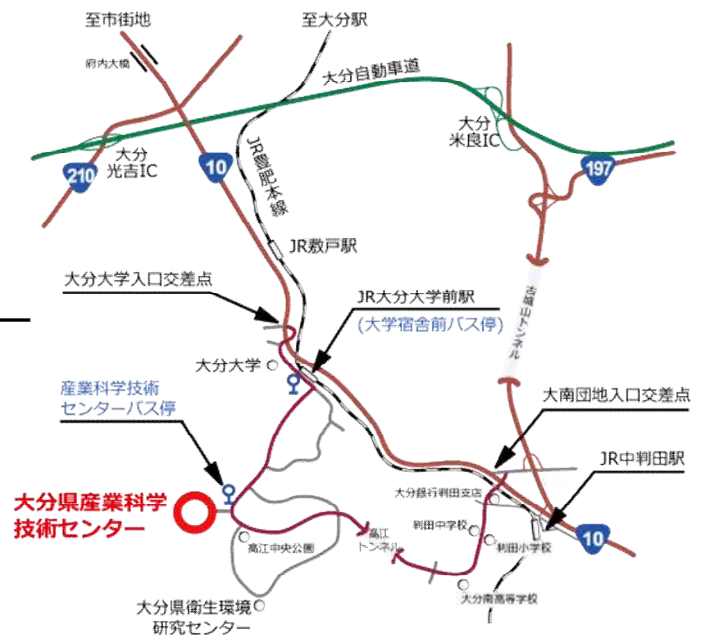 至市街地
至大分駅
府内大橋
大分自動車道
大分
光吉IC
大分
米良IC
210
10
197
JR豊肥本線
JR敷戸駅
大分大学入口交差点
JR大分大学前駅
(大学宿舎前バス停)
古城山トンネル
大分大学
産業科学技術
センターバス停
大南団地入口交差点
JR中判田駅
大分銀行判田支店
大分県産業科学
技術センター
判田中学校
判田小学校
高江
トンネル
高江中央公園
10
大分南高等学校
大分県衛生環境
研究センター